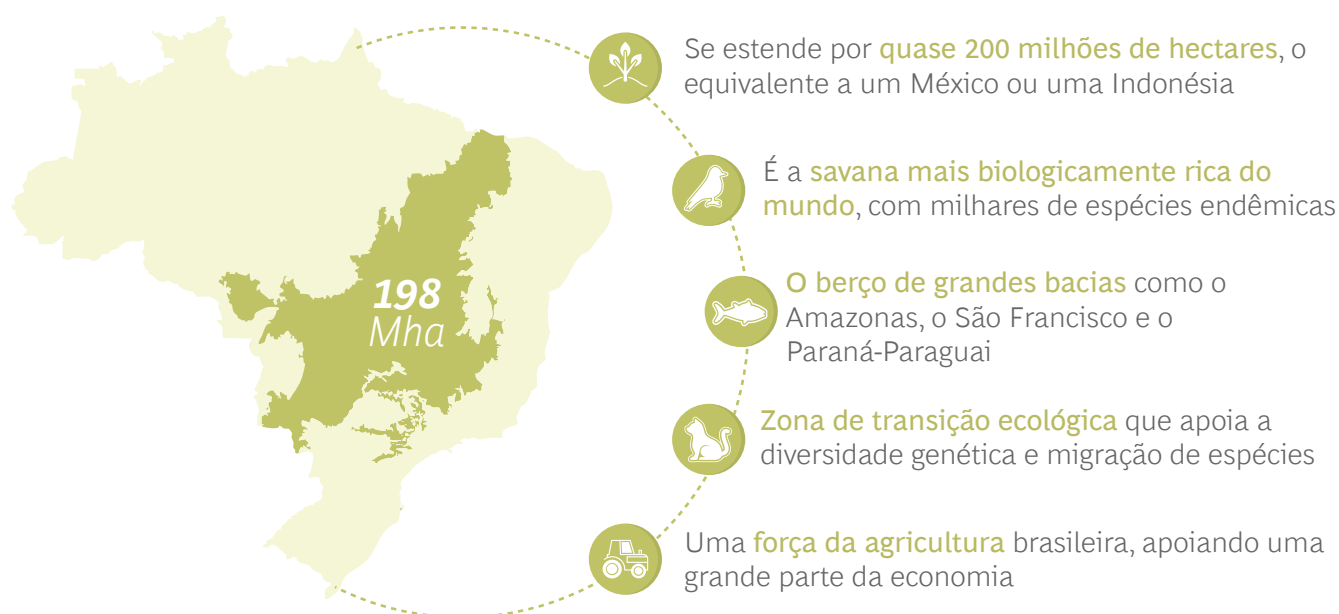 Se estende por quase 200 milhões de hectares, o
equivalente a um México ou uma Indonésia
É a savana mais biologicamente rica do
mundo, com milhares de espécies endêmicas
198
Mha
O berço de grandes bacias como o
Amazonas, o São Francisco e o
Paraná-Paraguai
Zona de transição ecológica que apoia a
diversidade genética e migração de espécies
Uma força da agricultura brasileira, apoiando uma
grande parte da economia